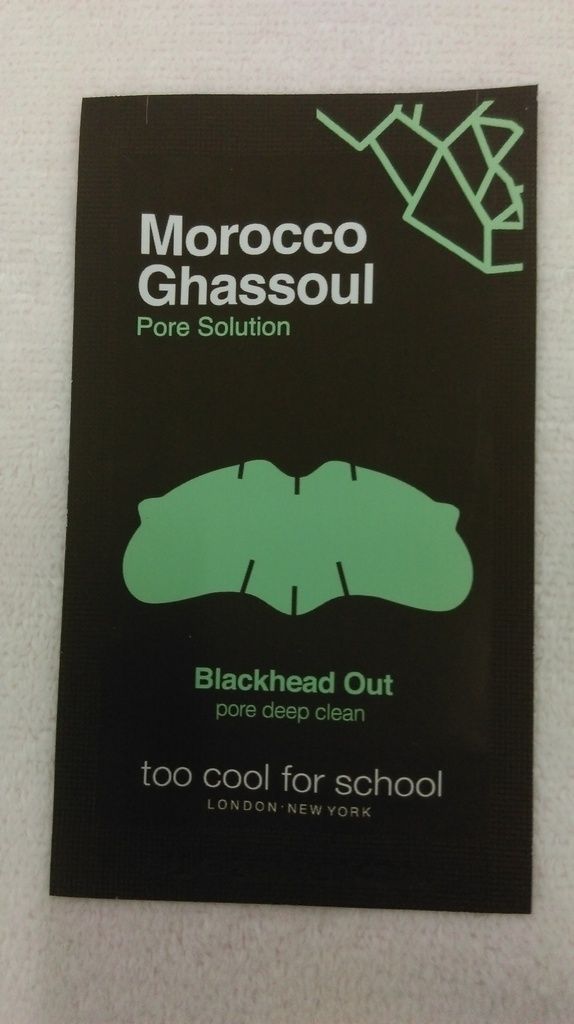 Morocco
Ghassoul
Pore Solution
Blackhead Out
pore deep clean
too cool for school
LONDON·NEW YORK